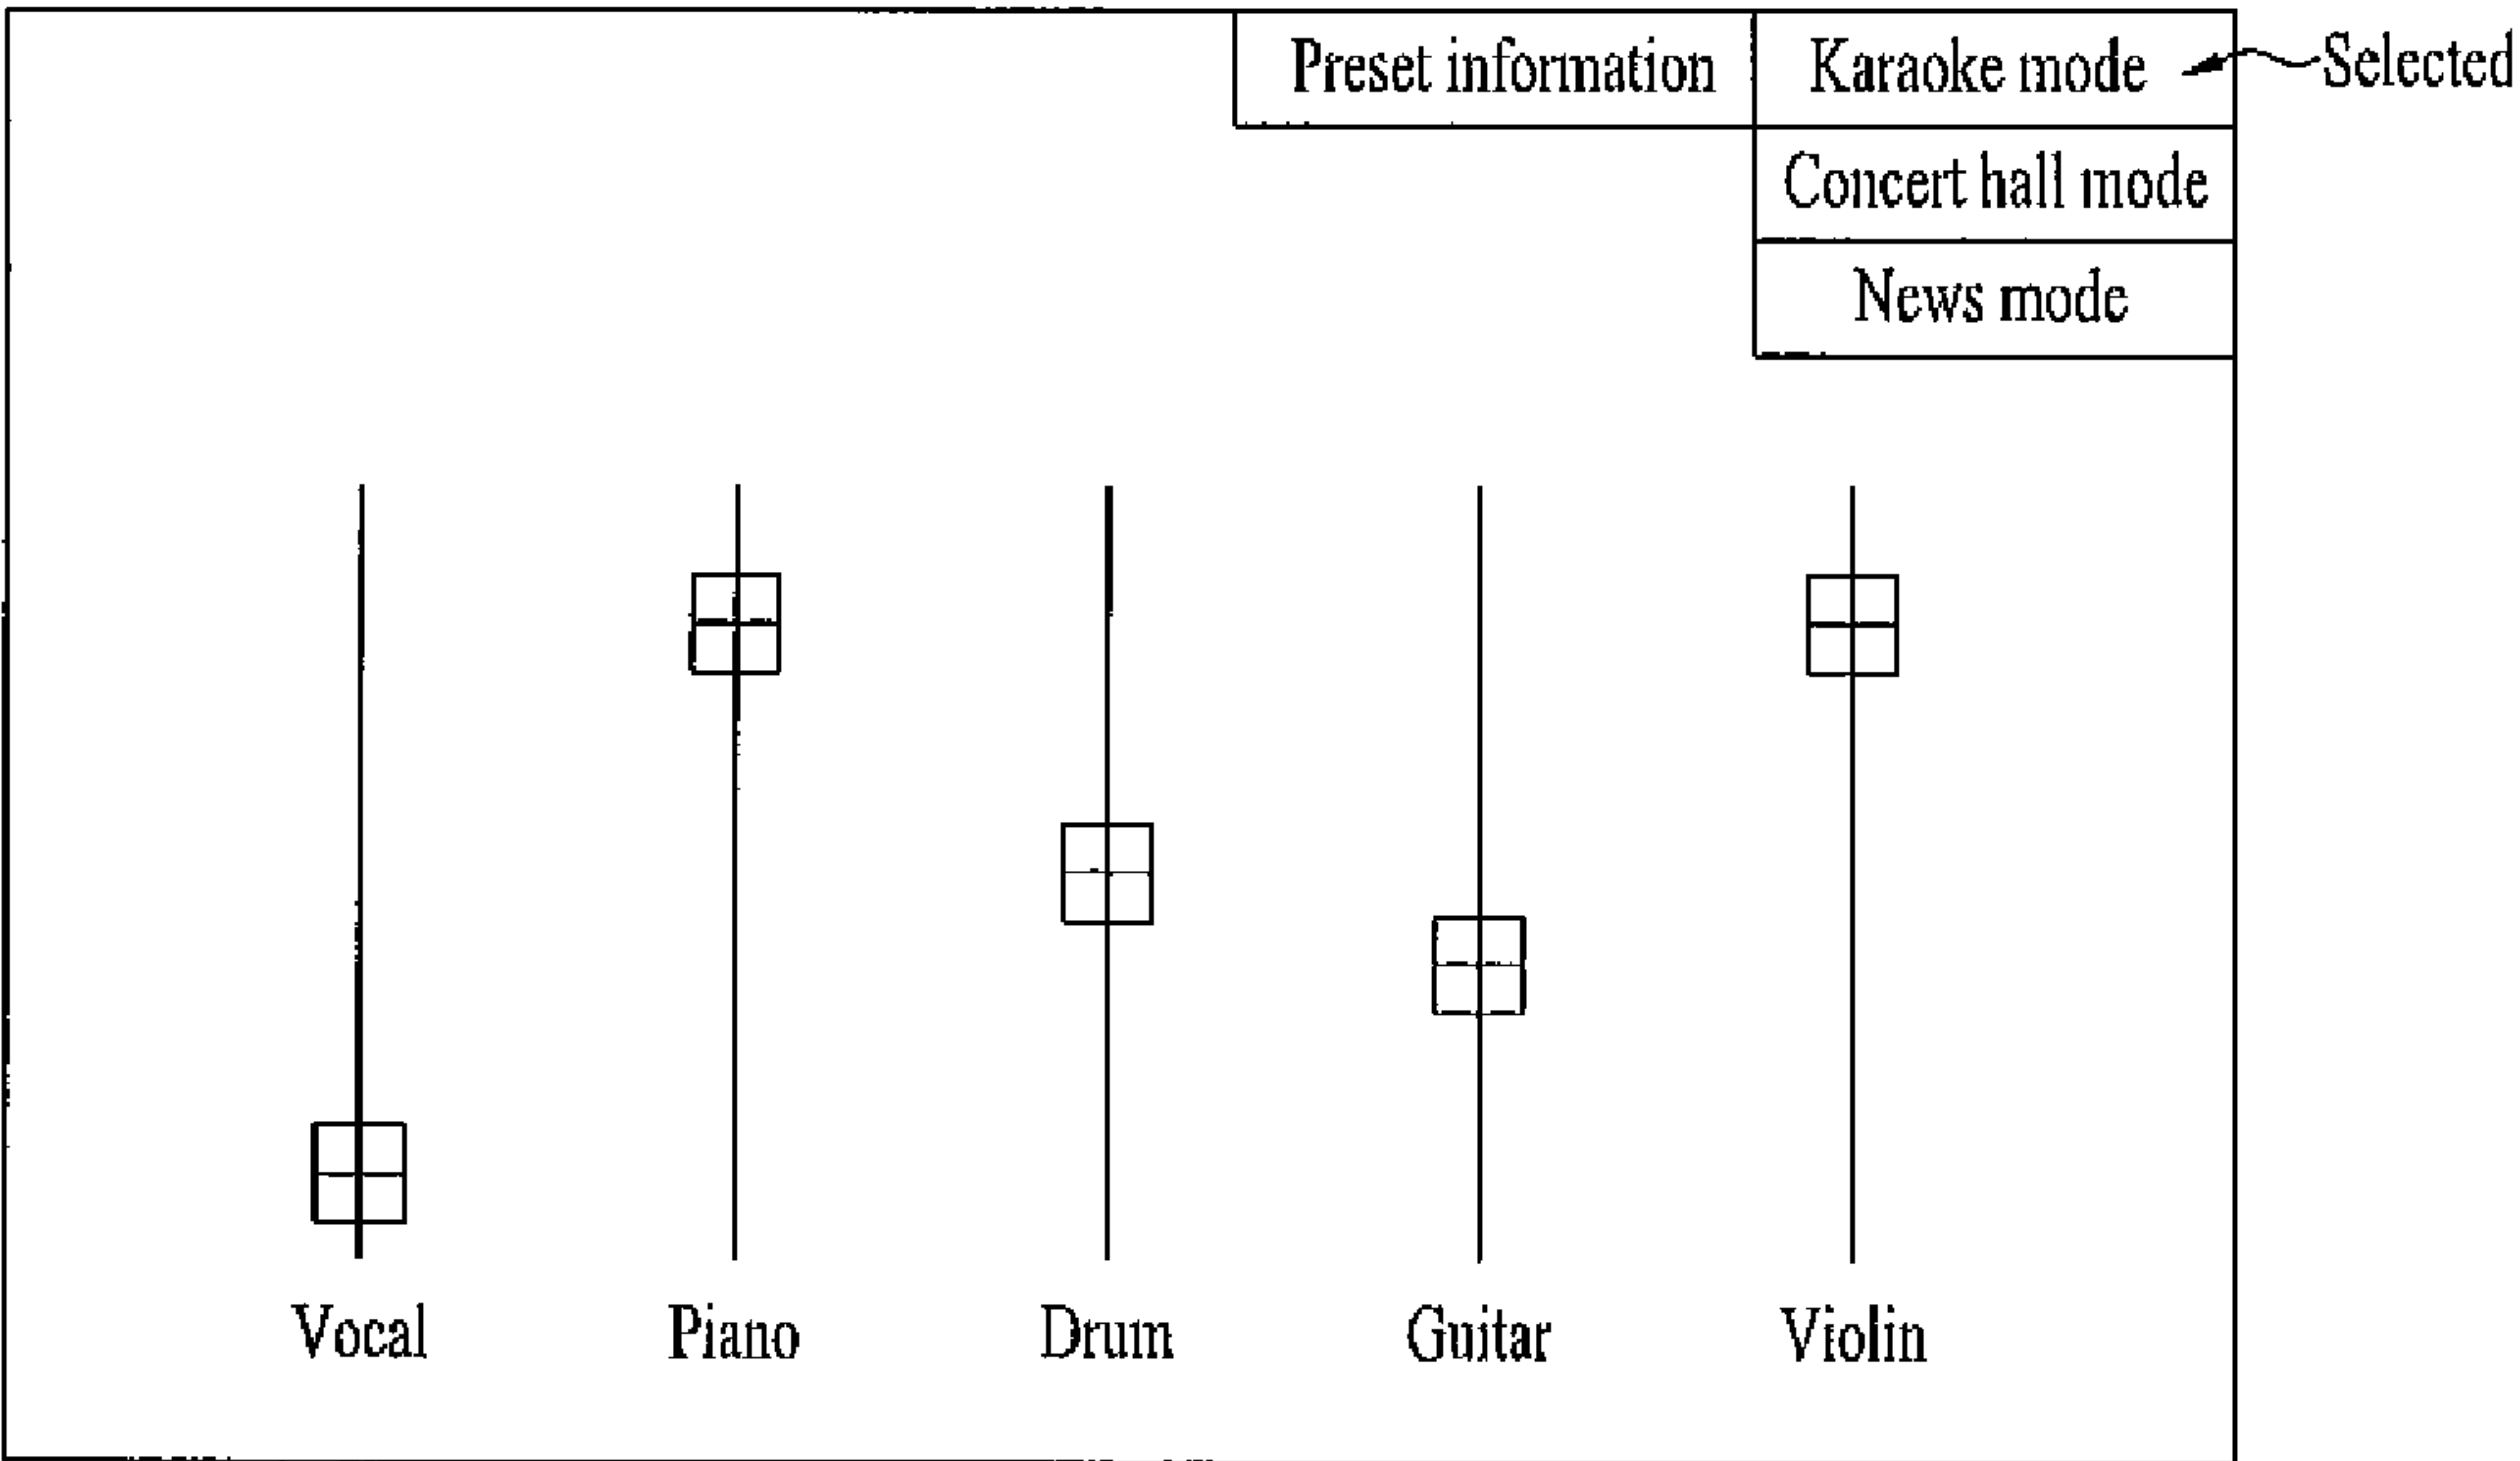 Preset information Karaoke mode Selected
Concert hall mode
News mode
Vocal Piano Drum Guitar Violin